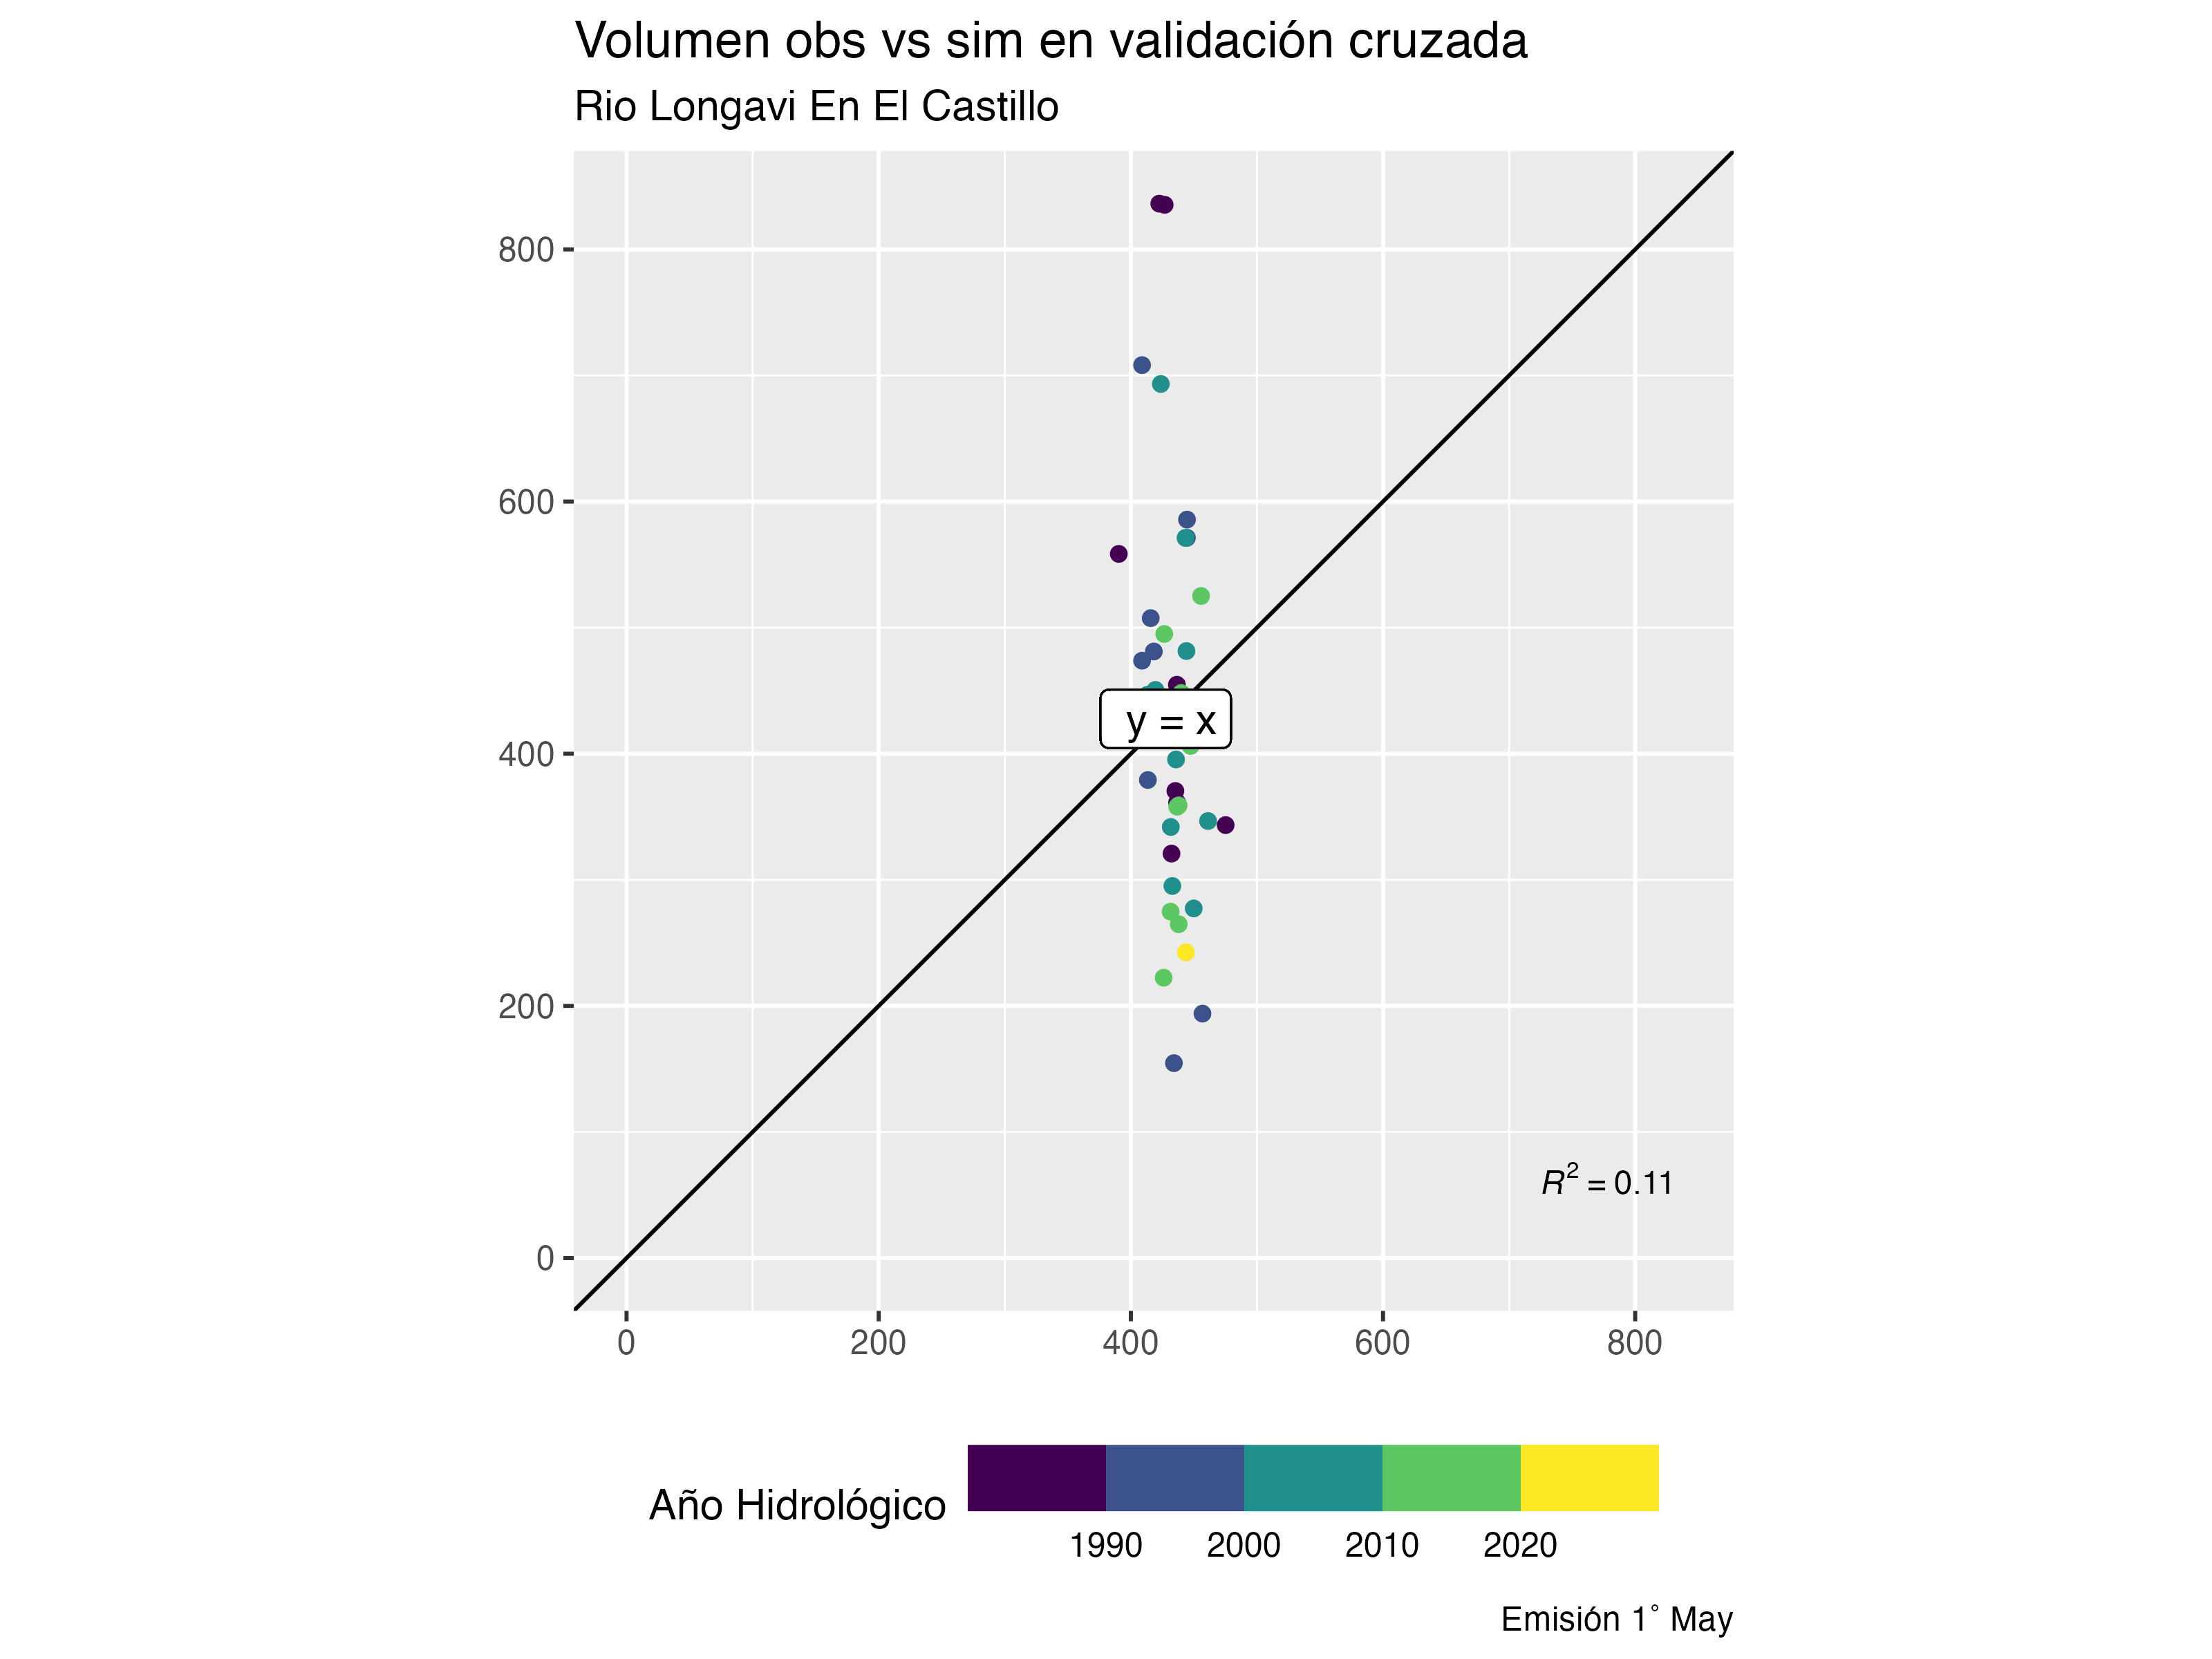 Volumen obs vs sim en validación cruzada
Rio Longavi En El Castillo
800
600
400
200
0
y = x
R² = 0.11
0 200 400 600 800
Año Hidrológico
1990 2000 2010 2020
Emisión 1° May